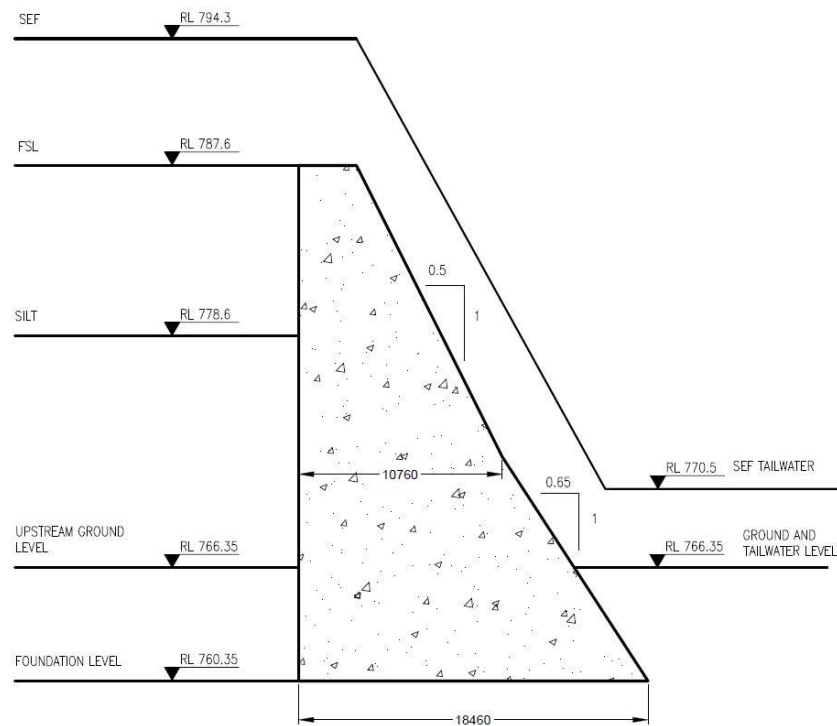 SEF
RL 794.3
FSL
RL 787.6
0.5
1
SILT
RL 778.6
10760
RL 770.5
SEF TAILWATER
0.65
1
UPSTREAM GROUND
LEVEL
RL 766.35
RL 766.35
GROUND AND
TAILWATER LEVEL
FOUNDATION LEVEL
RL 760.35
18460